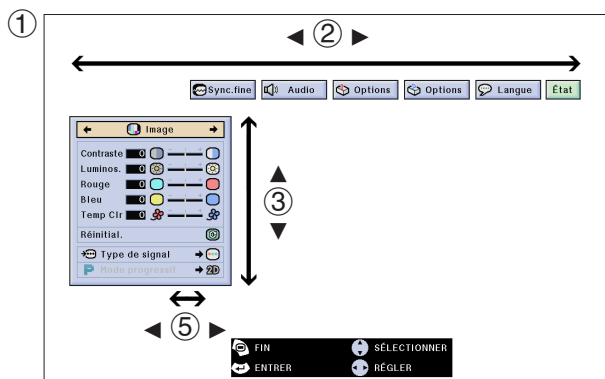 ①
◄ ② ►
Sync.fine Audio Options Options Langue État
Image
Contraste 0
Luminos. 0
Rouge 0
Bleu 0
Temp Clr 0
Réinitial.
Type de signal
P Mode progressif 2D
▲
③
▼
◄ ⑤ ►
FIN SÉLECTIONNER
ENTRER RÉGLER